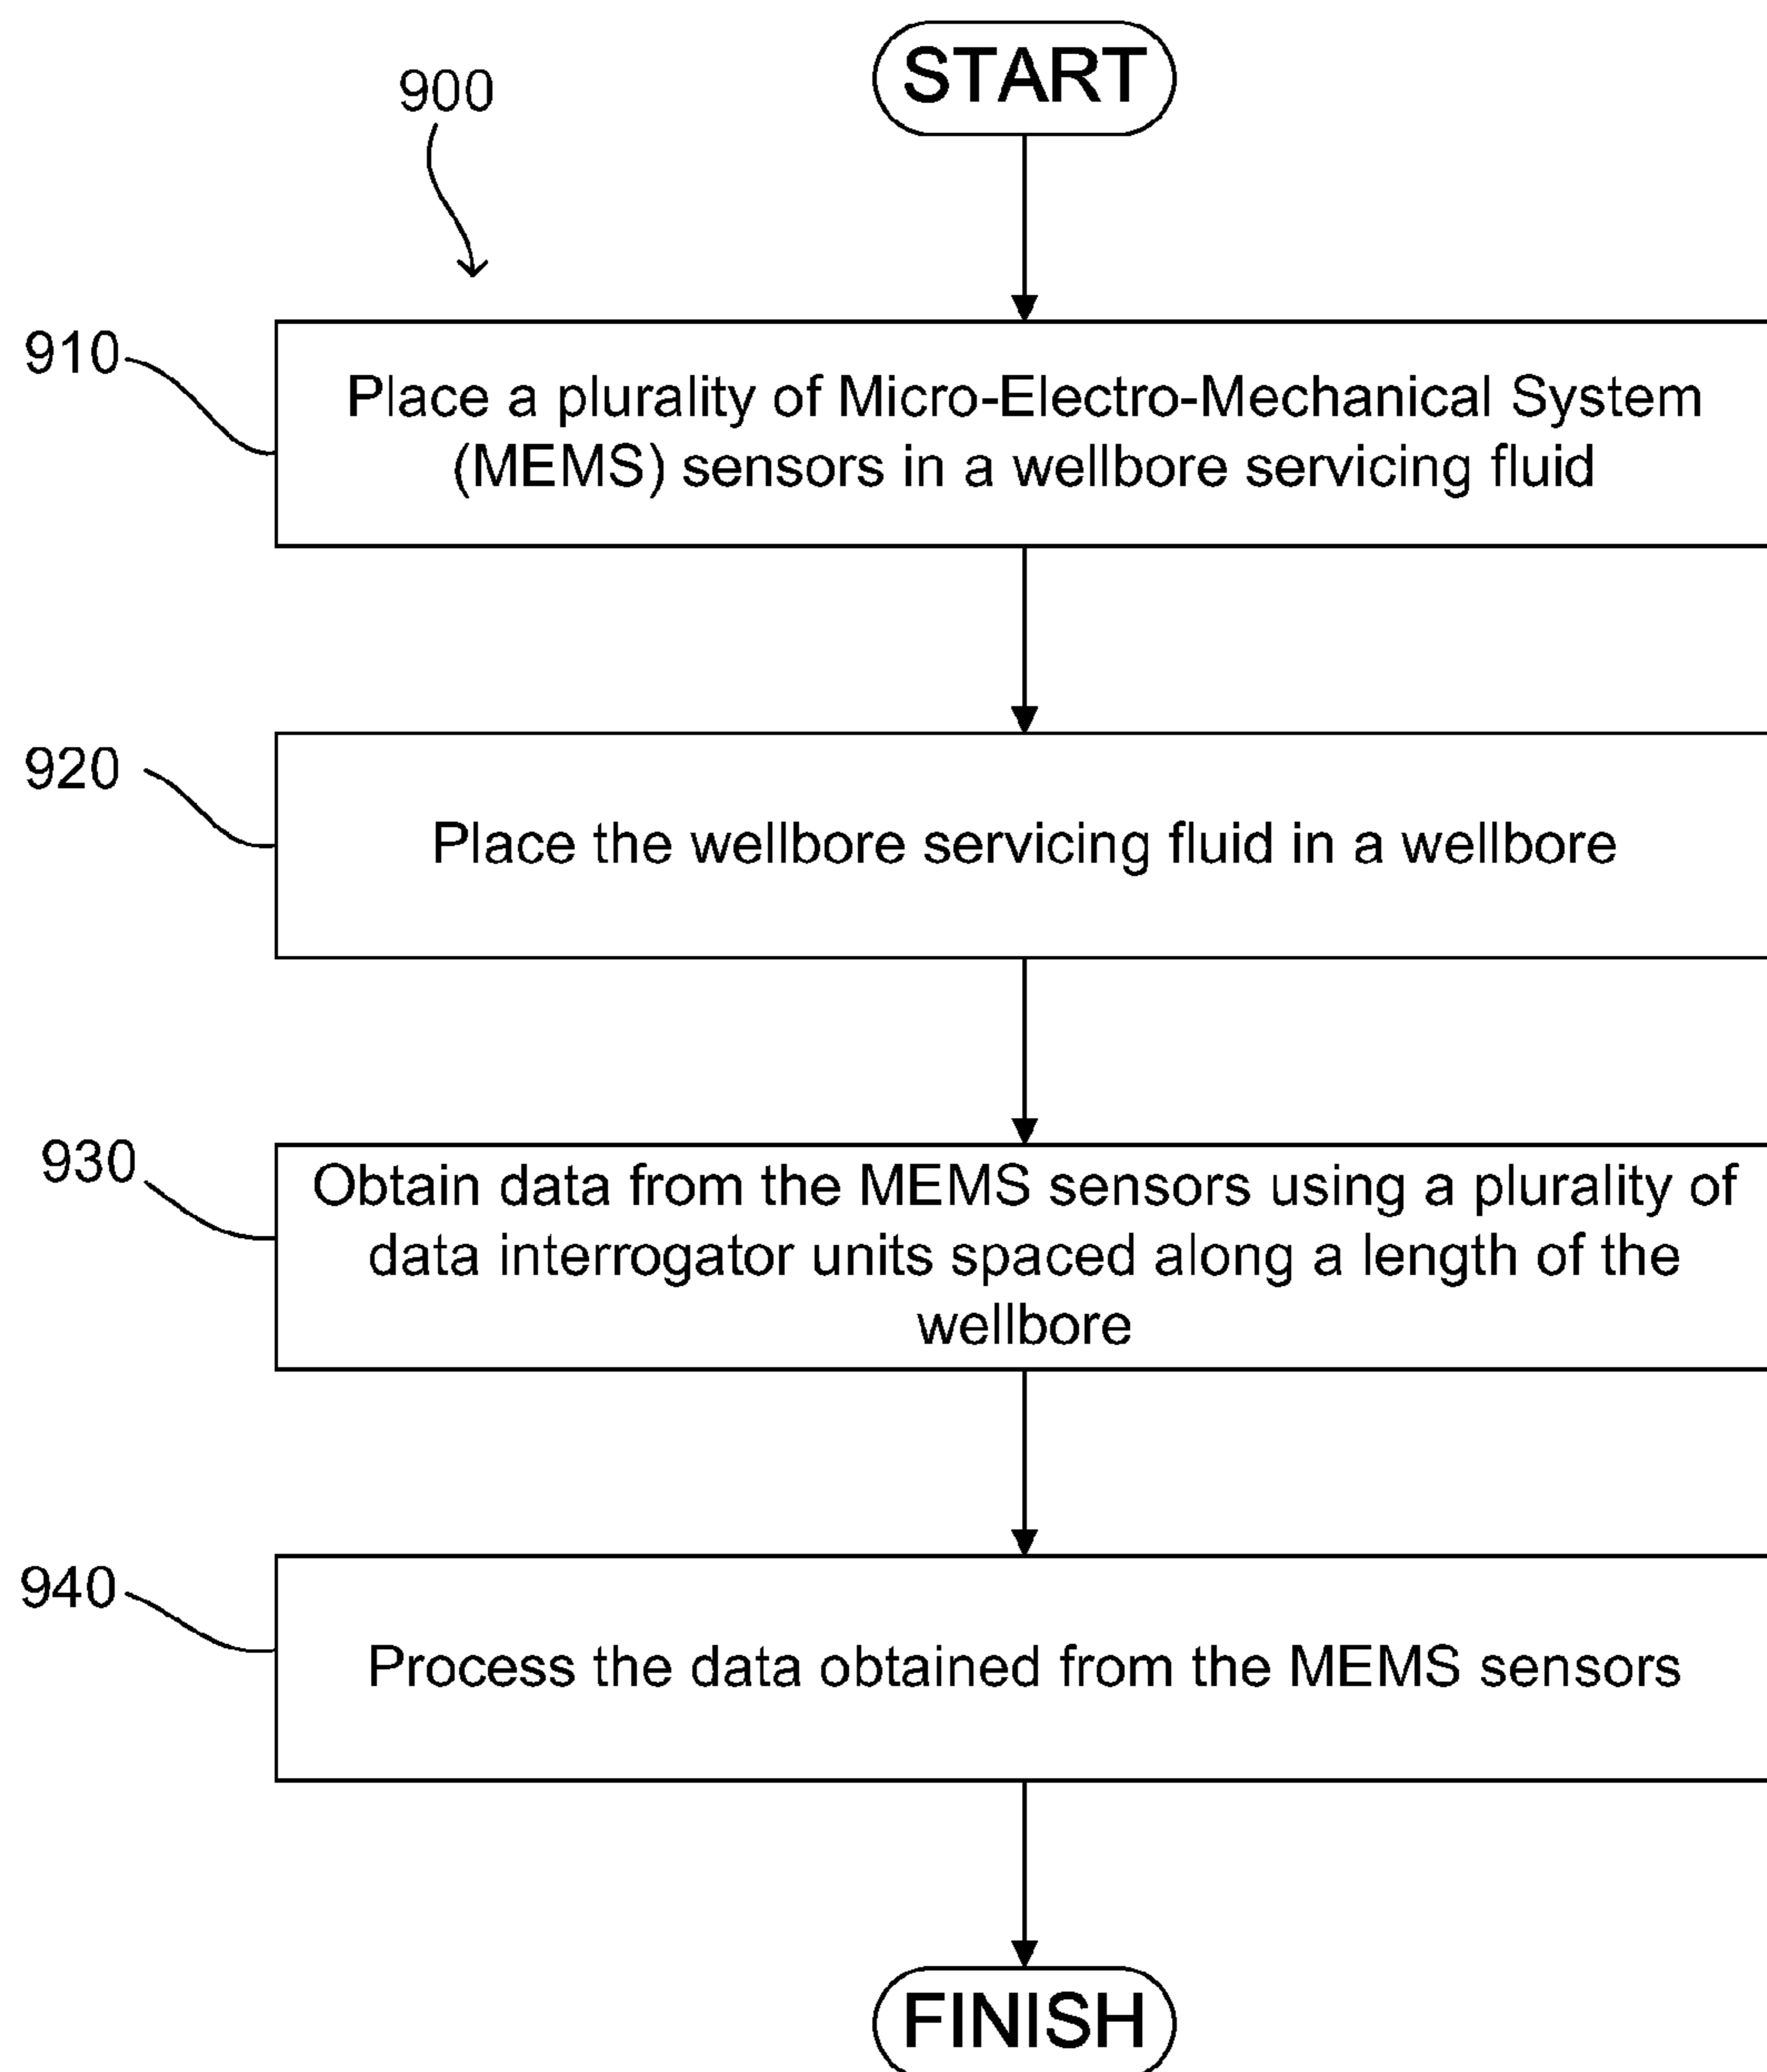 START
900
910
Place a plurality of Micro-Electro-Mechanical System
(MEMS) sensors in a wellbore servicing fluid
920
Place the wellbore servicing fluid in a wellbore
930
Obtain data from the MEMS sensors using a plurality of
data interrogator units spaced along a length of the
wellbore
940
Process the data obtained from the MEMS sensors
FINISH